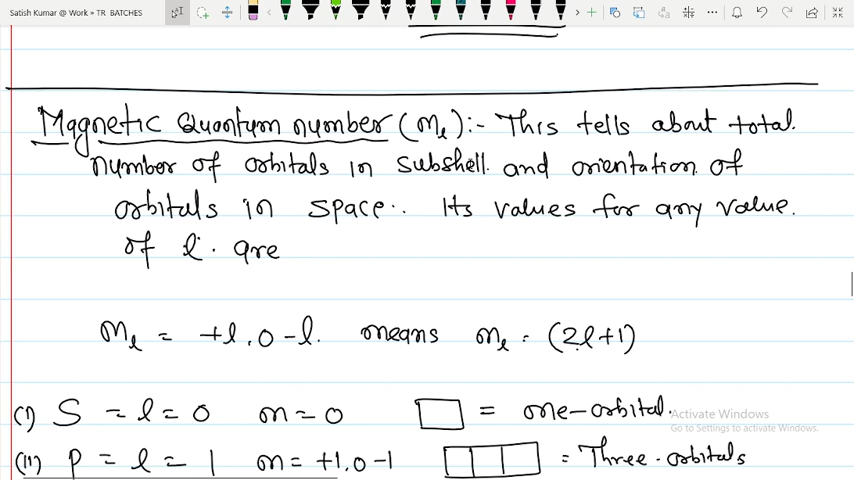 Satish Kumar @ Work » TR BATCHES
Magnetic Quantum number (ml) :- This tells about total
number of orbitals in subshell. and orientation of
orbitals in space.. Its values for any value.
of l. are
ml = +l, 0 -l. means ml = (2l+1)
(i) S = l = 0 m = 0 = one-orbital.
Activate Windows
Go to Settings to activate Windows.
(ii) P = l = 1 m = +1, 0 -1 = Three-orbitals